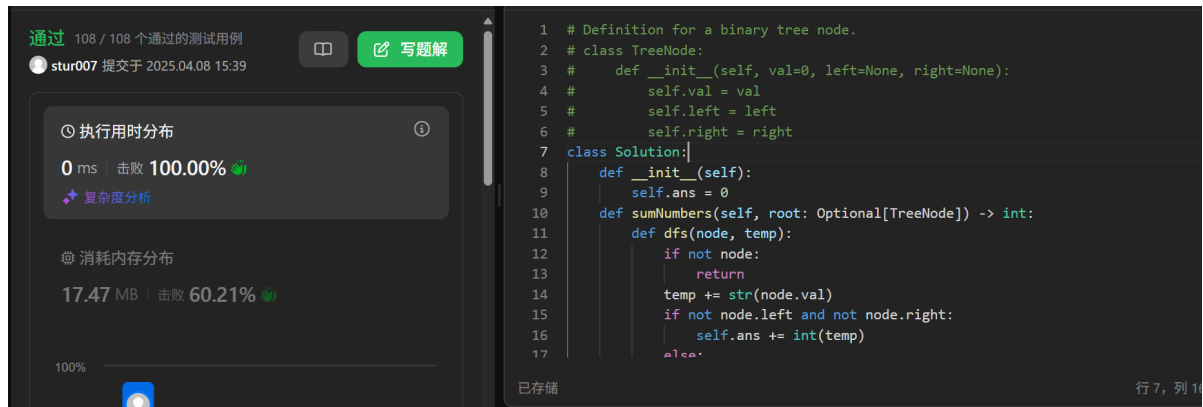 通过 108 / 108 个通过的测试用例
stur007 提交于 2025.04.08 15:39
写题解
执行用时分布
0 ms 击败 100.00%
复杂度分析
消耗内存分布
17.47 MB 击败 60.21%
100%
1 # Definition for a binary tree node.
2 # class TreeNode:
3 #     def __init__(self, val=0, left=None, right=None):
4 #         self.val = val
5 #         self.left = left
6 #         self.right = right
7 class Solution:
8     def __init__(self):
9         self.ans = 0
10     def sumNumbers(self, root: Optional[TreeNode]) -> int:
11         def dfs(node, temp):
12             if not node:
13                 return
14             temp += str(node.val)
15             if not node.left and not node.right:
16                 self.ans += int(temp)
17             else:
已存储
行 7, 列 16